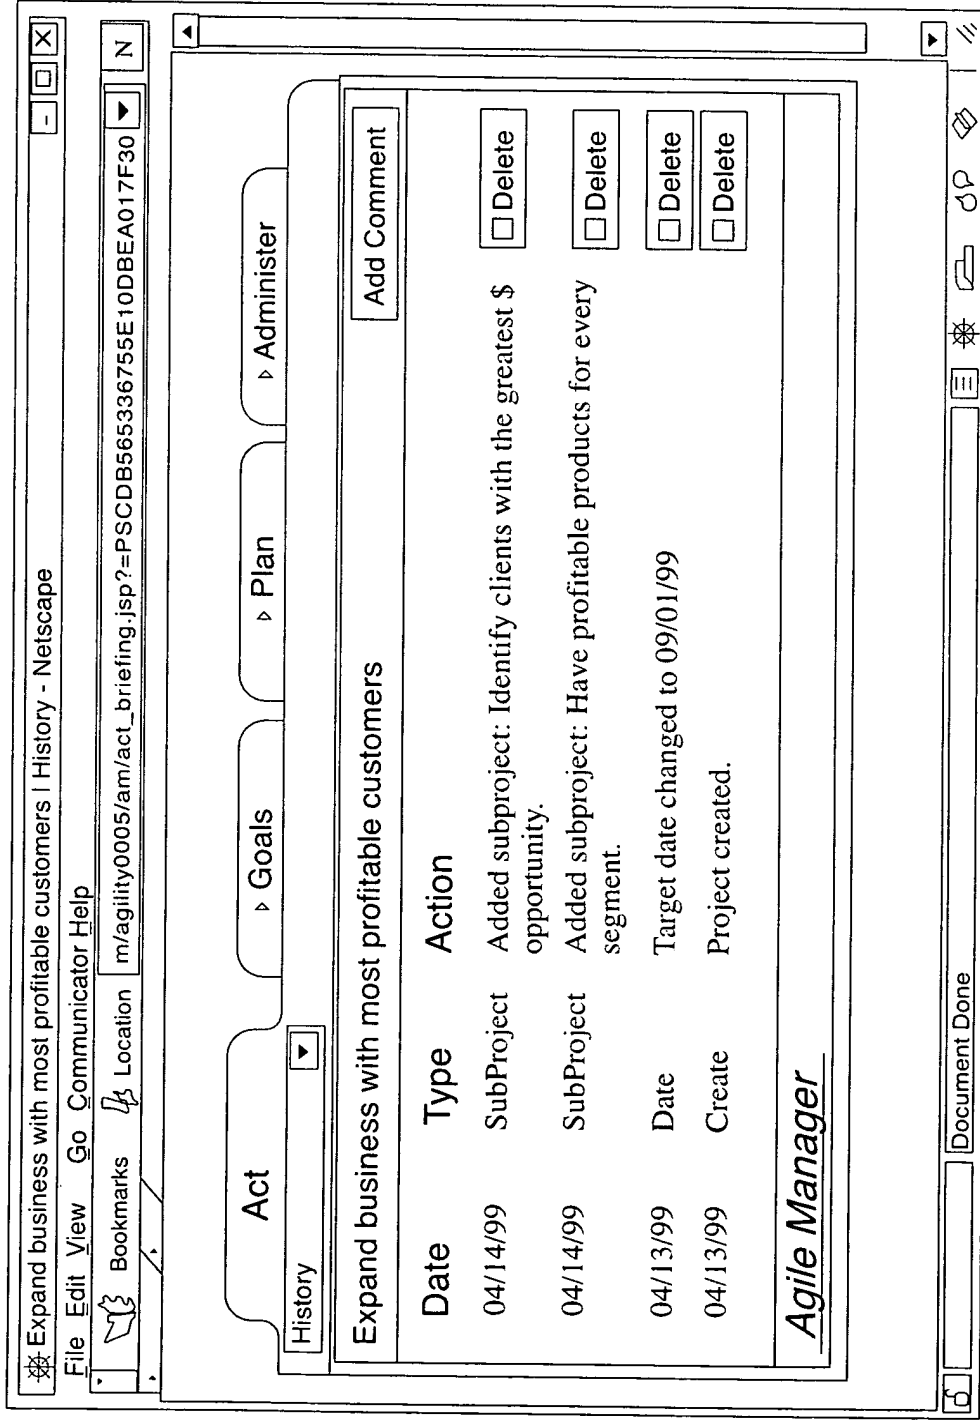 Expand business with most profitable customers | History - Netscape
File Edit View Go Communicator Help
Bookmarks Location m/agility0005/am/act_briefing.jsp?=PSCDB565336755E10DBEA017F30 N
Act Goals Plan Administer
History
Expand business with most profitable customers Add Comment
Date Type Action
04/14/99 SubProject Added subproject: Identify clients with the greatest $ Delete
opportunity.
04/14/99 SubProject Added subproject: Have profitable products for every Delete
segment.
04/13/99 Date Target date changed to 09/01/99 Delete
04/13/99 Create Project created. Delete
Agile Manager
Document Done